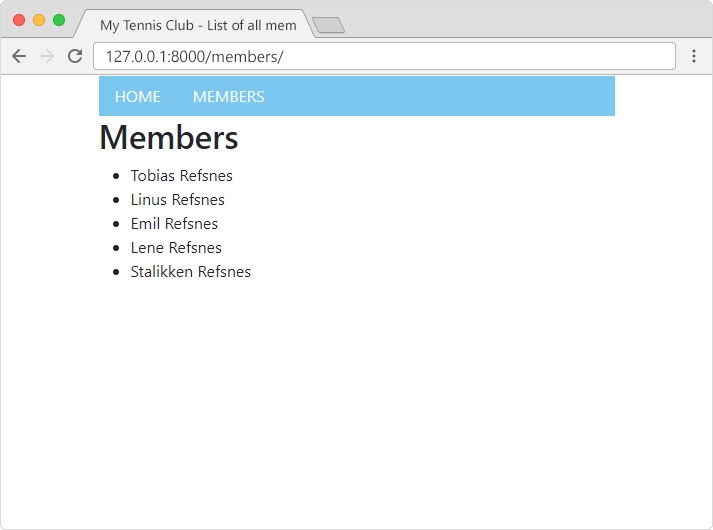 My Tennis Club - List of all mem
127.0.0.1:8000/members/
HOME MEMBERS
Members
Tobias Refsnes
Linus Refsnes
Emil Refsnes
Lene Refsnes
Stalikken Refsnes